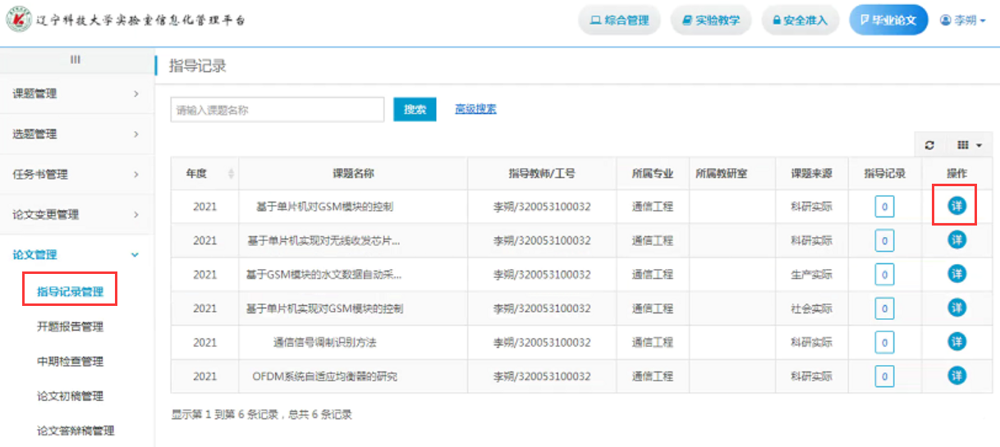 辽宁科技大学实验室信息化管理平台
综合管理
实验教学
安全准入
毕业论文
李朔
指导记录
课题管理
选题管理
任务书管理
论文变更管理
论文管理
指导记录管理
开题报告管理
中期检查管理
论文初稿管理
论文答辩稿管理
请输入课题名称 搜索 高级搜索
年度 课题名称 指导教师/工号 所属专业 所属教研室 课题来源 指导记录 操作
2021 基于单片机对GSM模块的控制 李朔/320053100032 通信工程 科研实际 0 详
2021 基于单片机实现对无线收发芯片... 李朔/320053100032 通信工程 科研实际 0 详
2021 基于GSM模块的水文数据自动采... 李朔/320053100032 通信工程 生产实际 0 详
2021 基于单片机实现对GSM模块的控制 李朔/320053100032 通信工程 社会实际 0 详
2021 通信信号调制识别方法 李朔/320053100032 通信工程 科研实际 0 详
2021 OFDM系统自适应均衡器的研究 李朔/320053100032 通信工程 科研实际 0 详
显示第 1 到第 6 条记录，总共 6 条记录